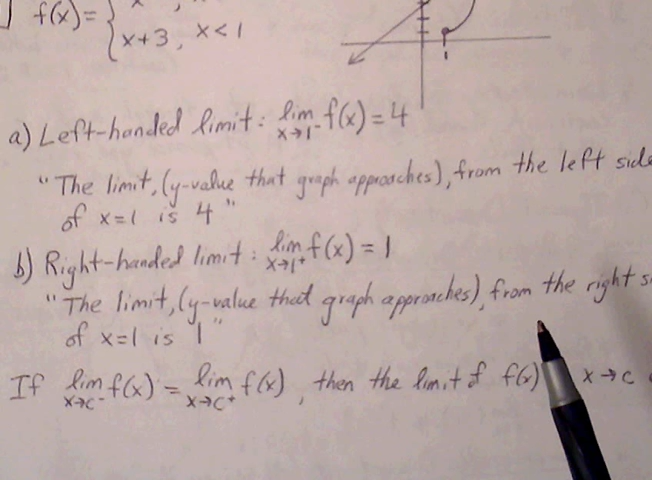 f(x) = {
x+3, x<1
1
a) Left-handed limit: lim x→1⁻ f(x) = 4
"The limit, (y-value that graph approaches), from the left side
of x=1 is 4"
b) Right-handed limit: lim x→1⁺ f(x) = 1
"The limit, (y-value that graph approaches), from the right
of x=1 is 1"
If lim x→c⁻ f(x) = lim x→c⁺ f(x), then the limit of f(x) x→c